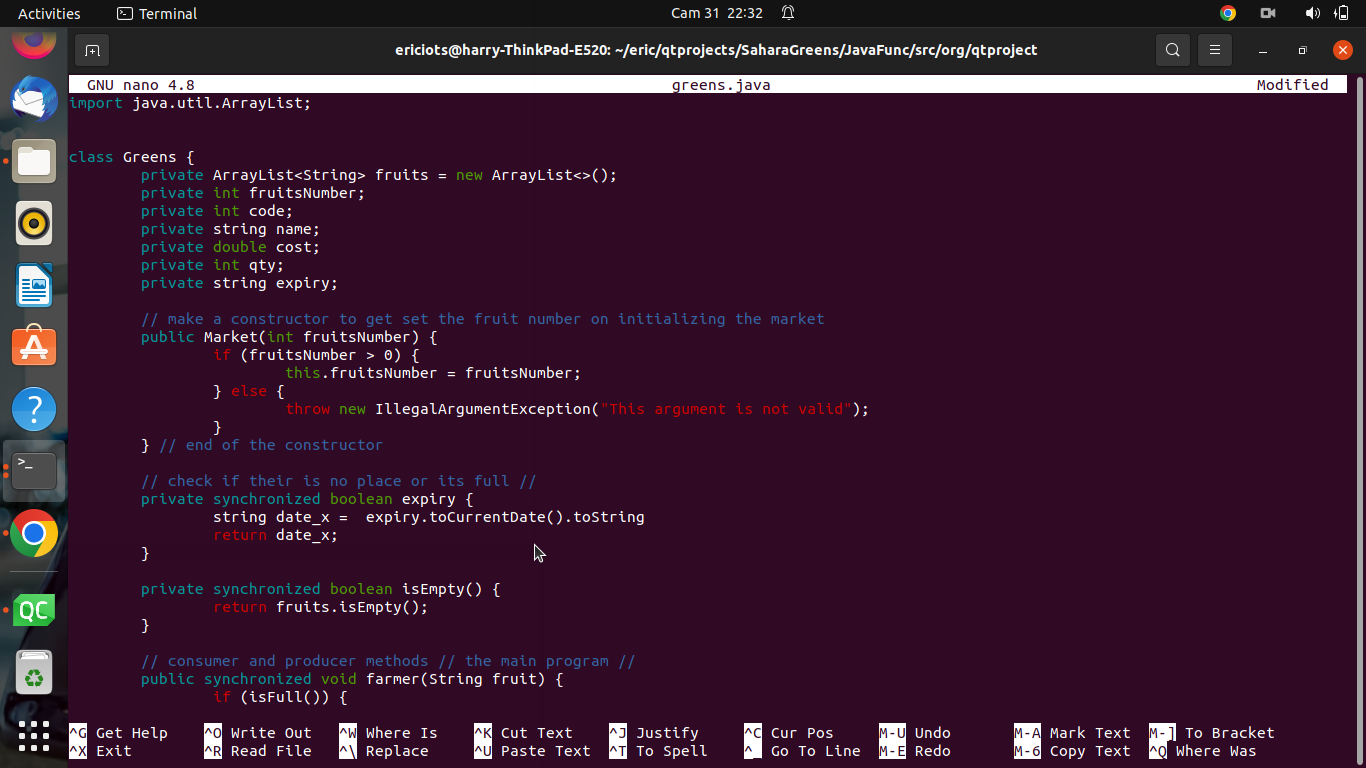 Activities Terminal Cam 31 22:32
ericiots@harry-ThinkPad-E520: ~/eric/qtprojects/SaharaGreens/JavaFunc/src/org/qtproject
GNU nano 4.8 greens.java Modified
import java.util.ArrayList;
class Greens {
private ArrayList<String> fruits = new ArrayList<>();
private int fruitsNumber;
private int code;
private string name;
private double cost;
private int qty;
private string expiry;
// make a constructor to get set the fruit number on initializing the market
public Market(int fruitsNumber) {
if (fruitsNumber > 0) {
this.fruitsNumber = fruitsNumber;
} else {
throw new IllegalArgumentException("This argument is not valid");
}
} // end of the constructor
// check if their is no place or its full //
private synchronized boolean expiry {
string date_x =  expiry.toCurrentDate().toString
return date_x;
}
private synchronized boolean isEmpty() {
return fruits.isEmpty();
}
// consumer and producer methods // the main program //
public synchronized void farmer(String fruit) {
if (isFull()) {
^G Get Help ^O Write Out ^W Where Is ^K Cut Text ^J Justify ^C Cur Pos M-U Undo M-A Mark Text M-] To Bracket
^X Exit ^R Read File ^\ Replace ^U Paste Text ^T To Spell ^_ Go To Line M-E Redo M-6 Copy Text ^Q Where Was
QC